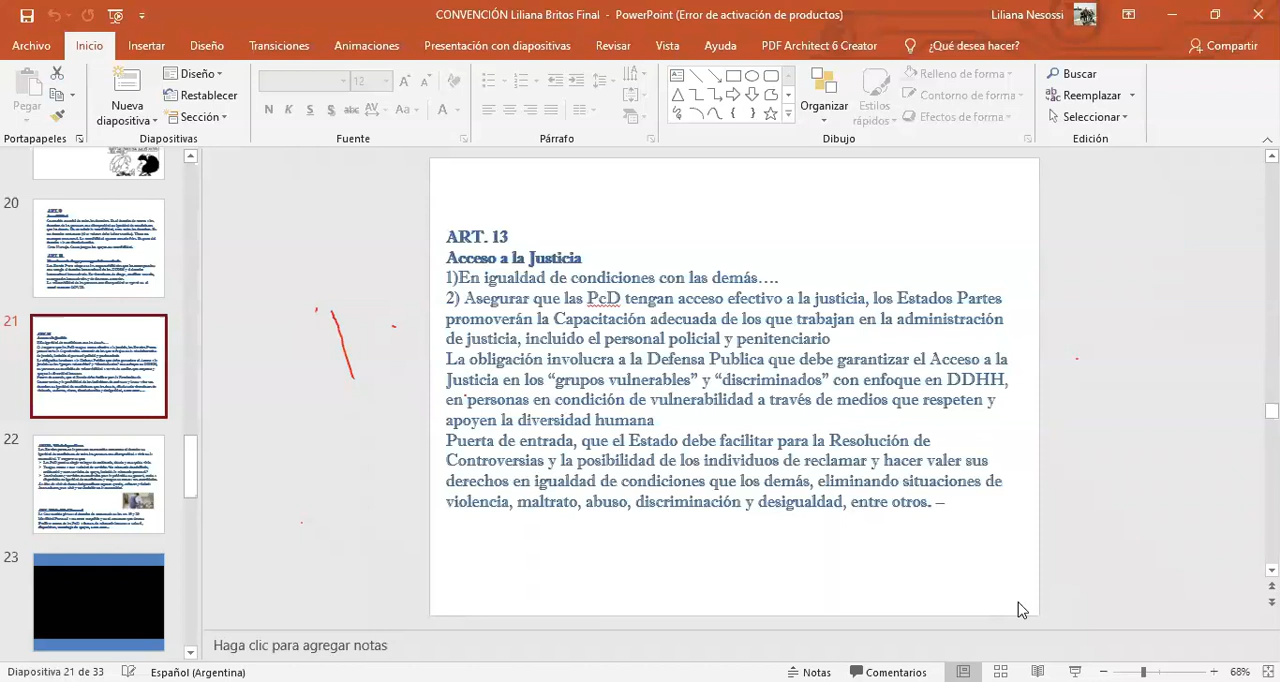 CONVENCIÓN Liliana Britos Final - PowerPoint (Error de activación de productos)
Liliana Nesossi
Archivo Inicio Insertar Diseño Transiciones Animaciones Presentación con diapositivas Revisar Vista Ayuda PDF Architect 6 Creator ¿Qué desea hacer? Compartir
Pegar
Nueva diapositiva
Diseño
Restablecer
Sección
12
N K S S abc AV Aa A
Organizar
Estilos rápidos
Relleno de forma
Contorno de forma
Efectos de forma
Buscar
Reemplazar
Seleccionar
Portapapeles Diapositivas Fuente Párrafo Dibujo Edición
20
21
22
23
ART. 13
Acceso a la Justicia
1)En igualdad de condiciones con las demás….
2) Asegurar que las PcD tengan acceso efectivo a la justicia, los Estados Partes
promoverán la Capacitación adecuada de los que trabajan en la administración
de justicia, incluido el personal policial y penitenciario
La obligación involucra a la Defensa Publica que debe garantizar el Acceso a la
Justicia en los “grupos vulnerables” y “discriminados” con enfoque en DDHH,
en personas en condición de vulnerabilidad a través de medios que respeten y
apoyen la diversidad humana
Puerta de entrada, que el Estado debe facilitar para la Resolución de
Controversias y la posibilidad de los individuos de reclamar y hacer valer sus
derechos en igualdad de condiciones que los demás, eliminando situaciones de
violencia, maltrato, abuso, discriminación y desigualdad, entre otros. –
Haga clic para agregar notas
Diapositiva 21 de 33 Español (Argentina) Notas Comentarios 68%